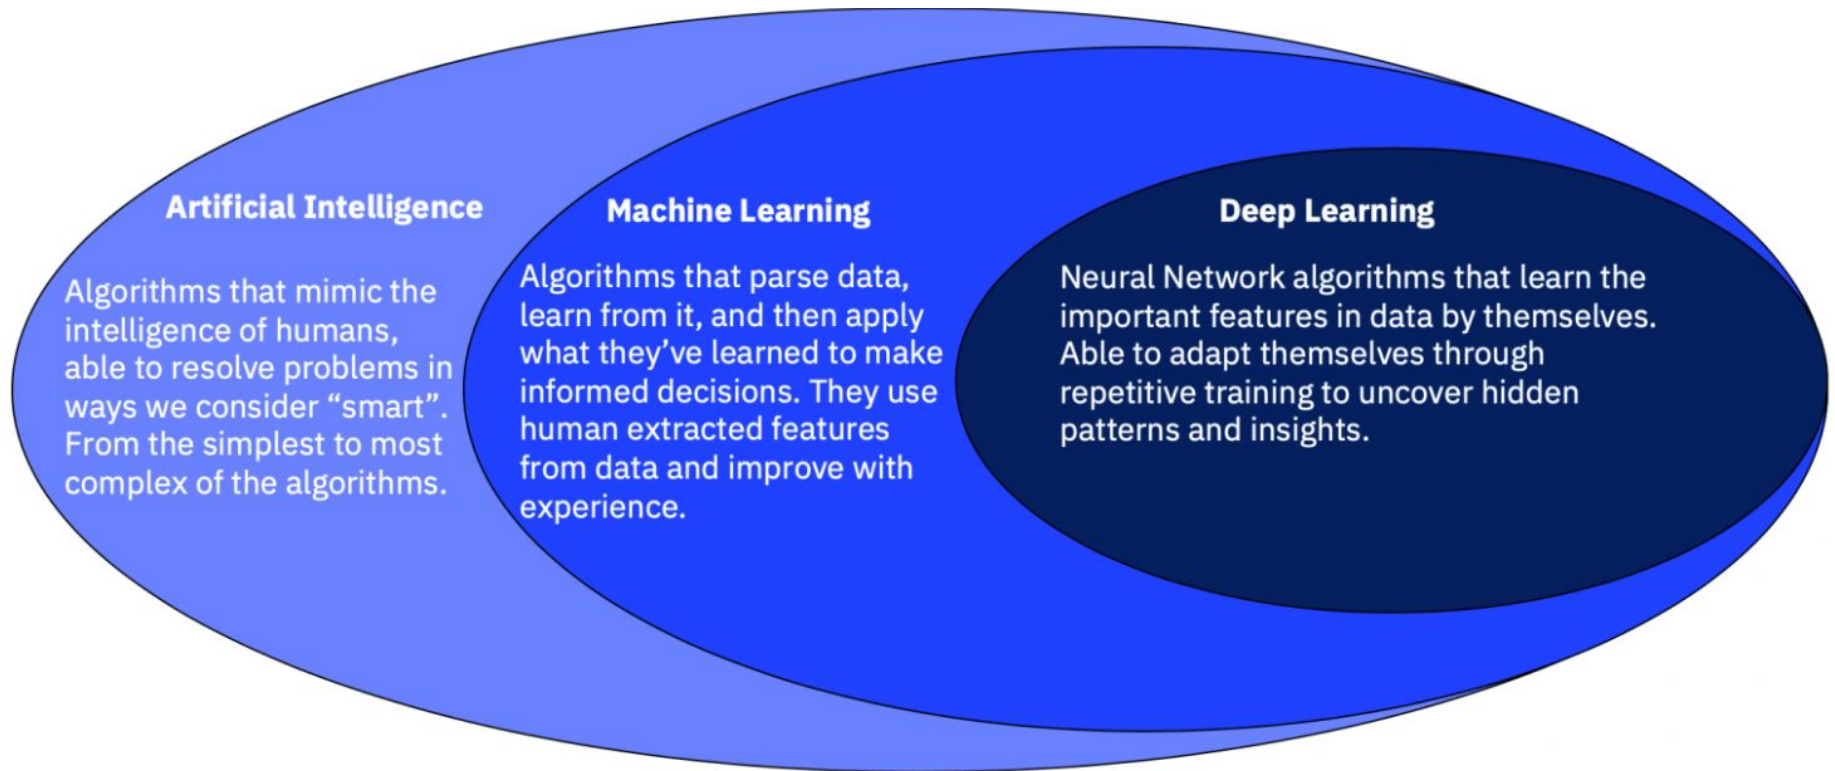 Artificial Intelligence
Algorithms that mimic the
intelligence of humans,
able to resolve problems in
ways we consider “smart”.
From the simplest to most
complex of the algorithms.
Machine Learning
Algorithms that parse data,
learn from it, and then apply
what they’ve learned to make
informed decisions. They use
human extracted features
from data and improve with
experience.
Deep Learning
Neural Network algorithms that learn the
important features in data by themselves.
Able to adapt themselves through
repetitive training to uncover hidden
patterns and insights.